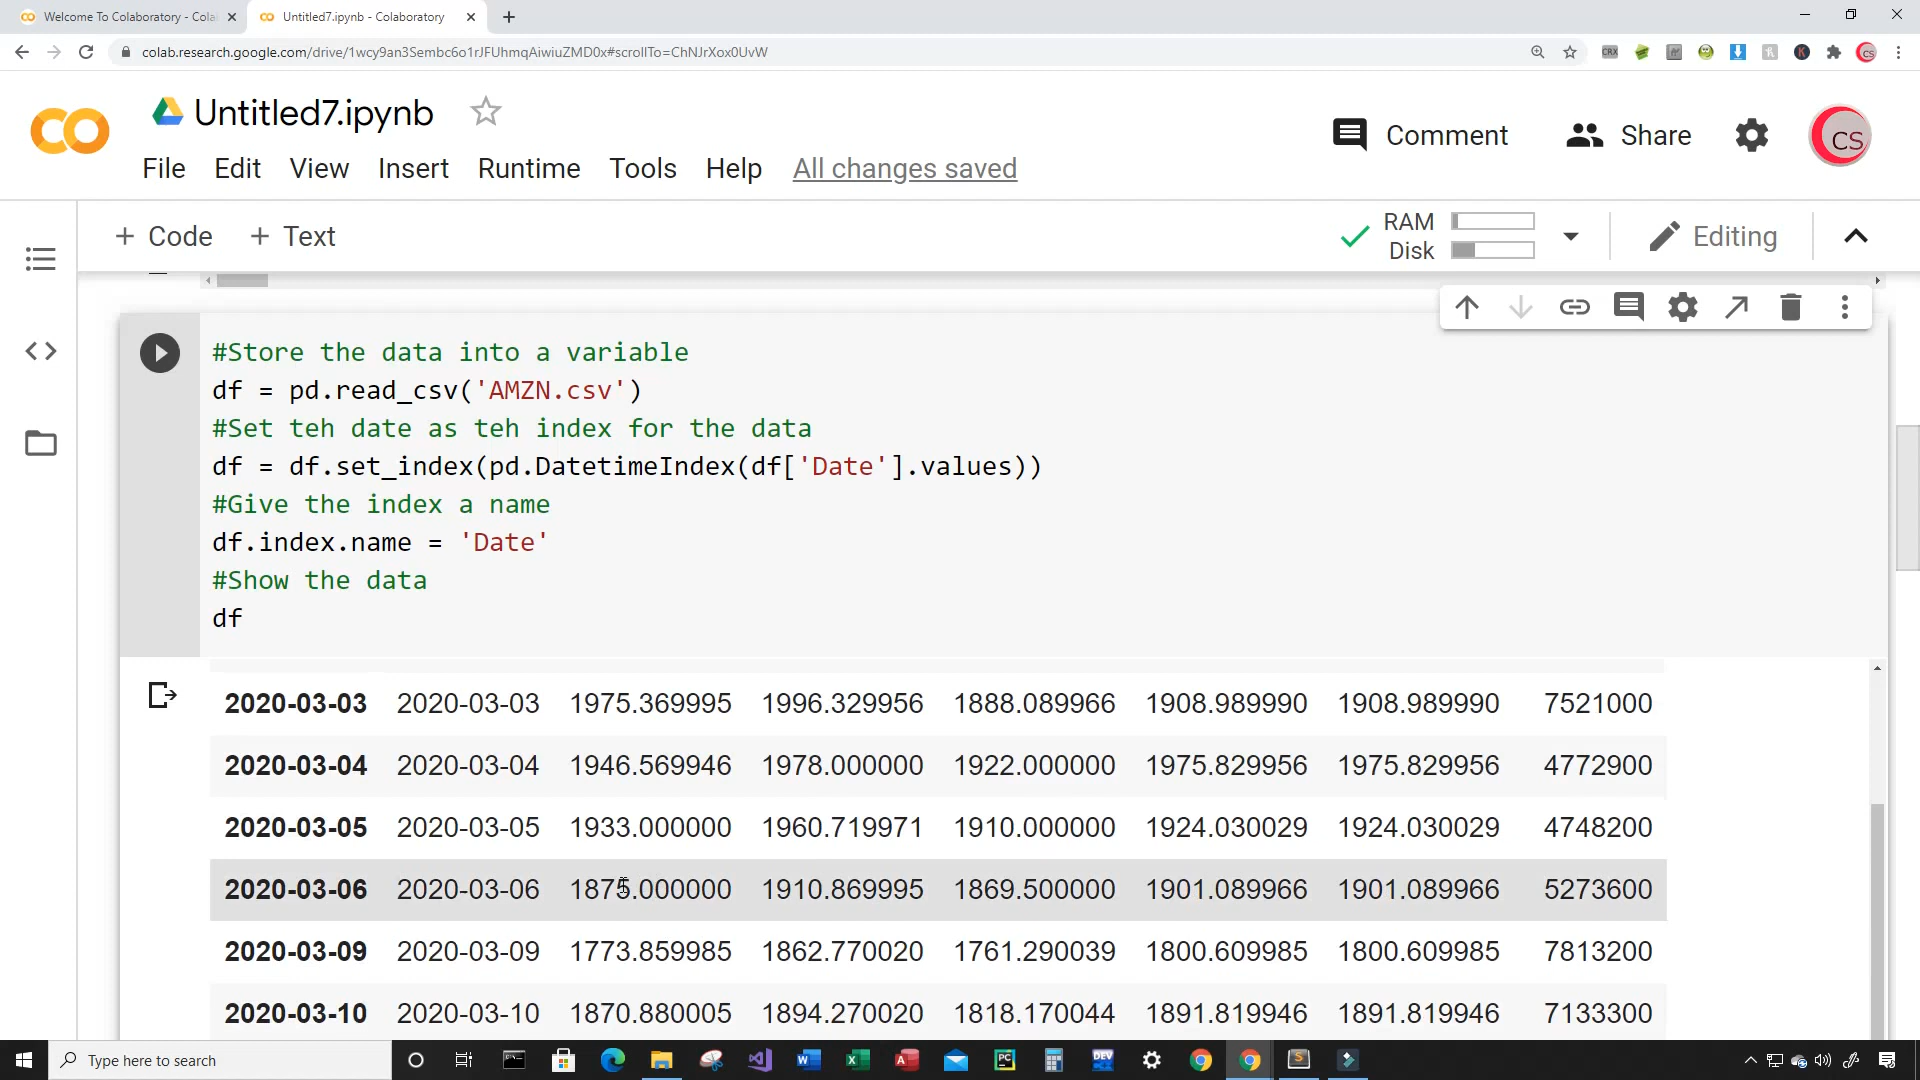 Welcome To Colaboratory - Cola
Untitled7.ipynb - Colaboratory
colab.research.google.com/drive/1wcy9an3Sembc6o1rJFUhmqAiwiuZMD0x#scrollTo=ChNJrXox0UvW
CRX
K
CS
Untitled7.ipynb
Comment
Share
CS
File Edit View Insert Runtime Tools Help All changes saved
+ Code + Text
RAM
Disk
Editing
#Store the data into a variable
df = pd.read_csv('AMZN.csv')
#Set teh date as teh index for the data
df = df.set_index(pd.DatetimeIndex(df['Date'].values))
#Give the index a name
df.index.name = 'Date'
#Show the data
df
2020-03-03 2020-03-03 1975.369995 1996.329956 1888.089966 1908.989990 1908.989990 7521000
2020-03-04 2020-03-04 1946.569946 1978.000000 1922.000000 1975.829956 1975.829956 4772900
2020-03-05 2020-03-05 1933.000000 1960.719971 1910.000000 1924.030029 1924.030029 4748200
2020-03-06 2020-03-06 1875.000000 1910.869995 1869.500000 1901.089966 1901.089966 5273600
2020-03-09 2020-03-09 1773.859985 1862.770020 1761.290039 1800.609985 1800.609985 7813200
2020-03-10 2020-03-10 1870.880005 1894.270020 1818.170044 1891.819946 1891.819946 7133300
Type here to search
PC
DEV